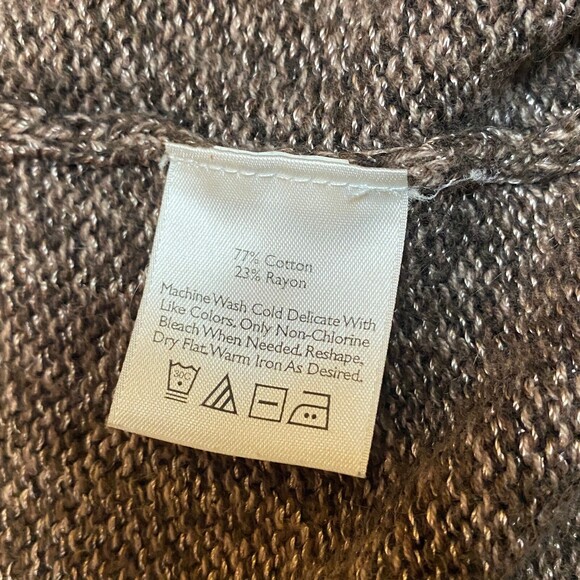 77% Cotton
23% Rayon
Machine Wash Cold Delicate With
Like Colors. Only Non-Chlorine
Bleach When Needed. Reshape.
Dry Flat. Warm Iron As Desired.
30C